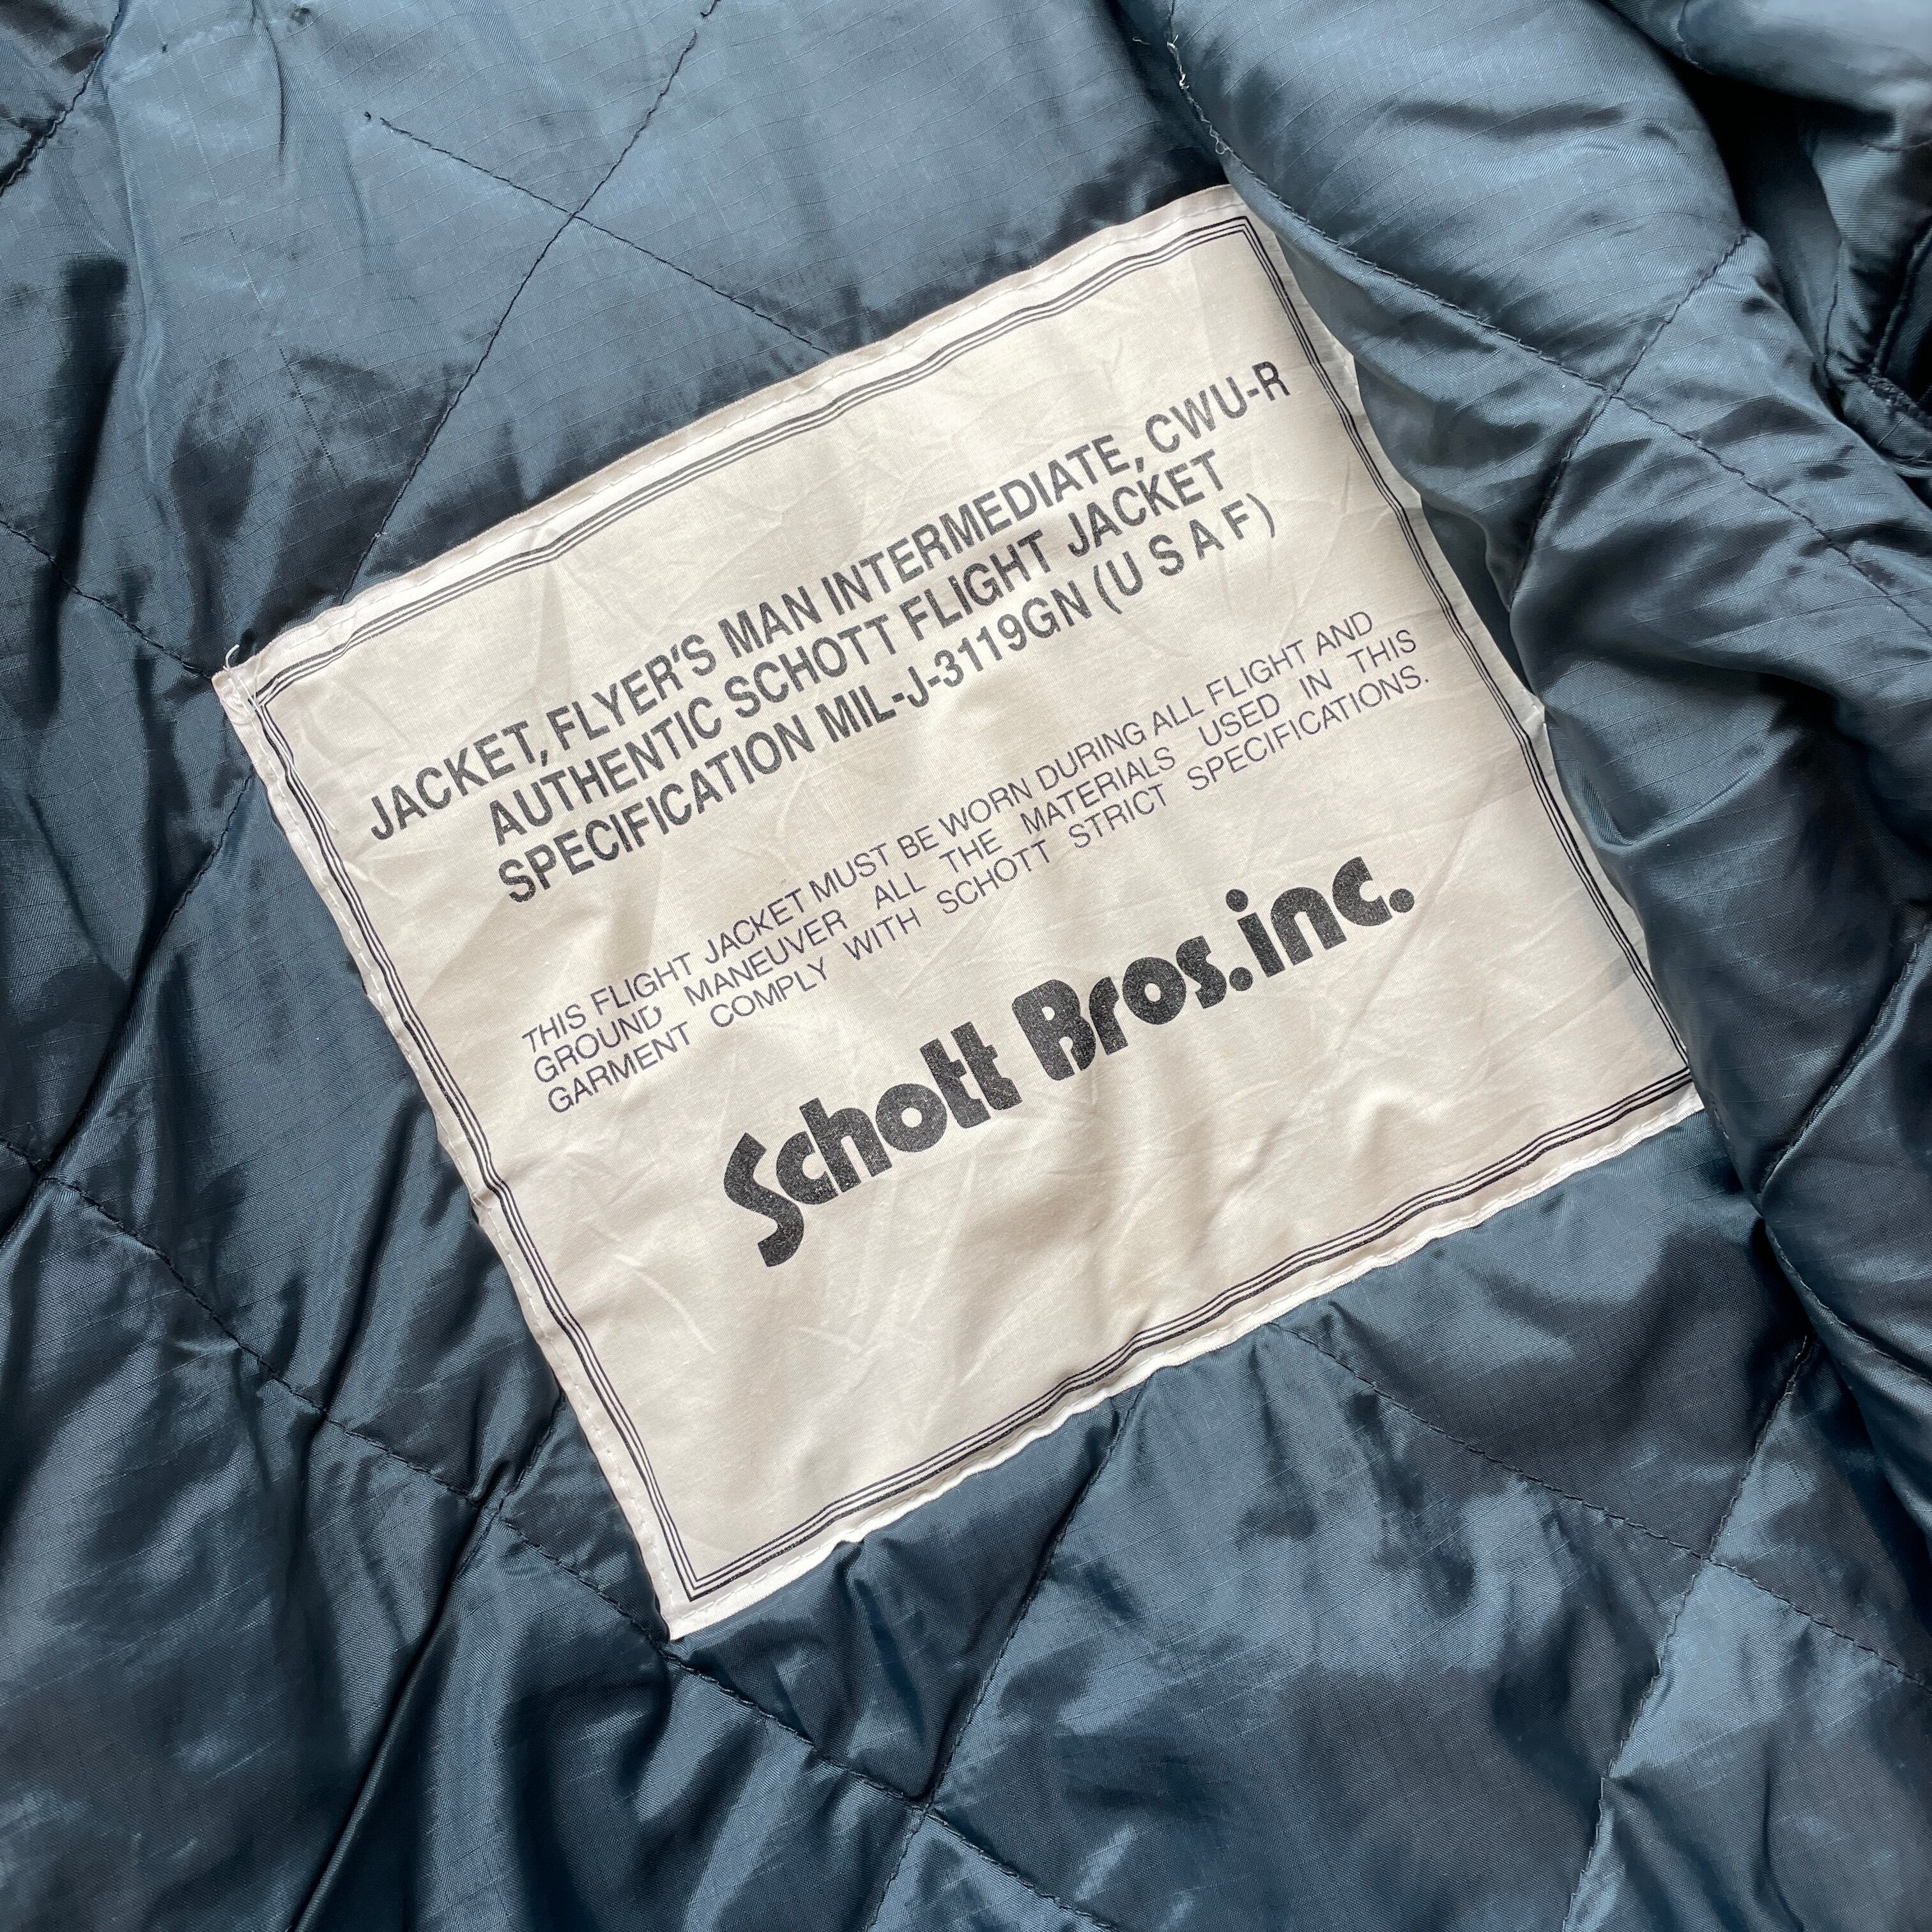 JACKET, FLYER'S MAN INTERMEDIATE, CWU-R
AUTHENTIC SCHOTT FLIGHT JACKET
SPECIFICATION MIL-J-3119GN (U S A F)
THIS FLIGHT JACKET MUST BE WORN DURING ALL FLIGHT AND
GROUND MANEUVER ALL THE MATERIALS USED IN THIS
GARMENT COMPLY WITH SCHOTT STRICT SPECIFICATIONS.
Schott Bros.inc.